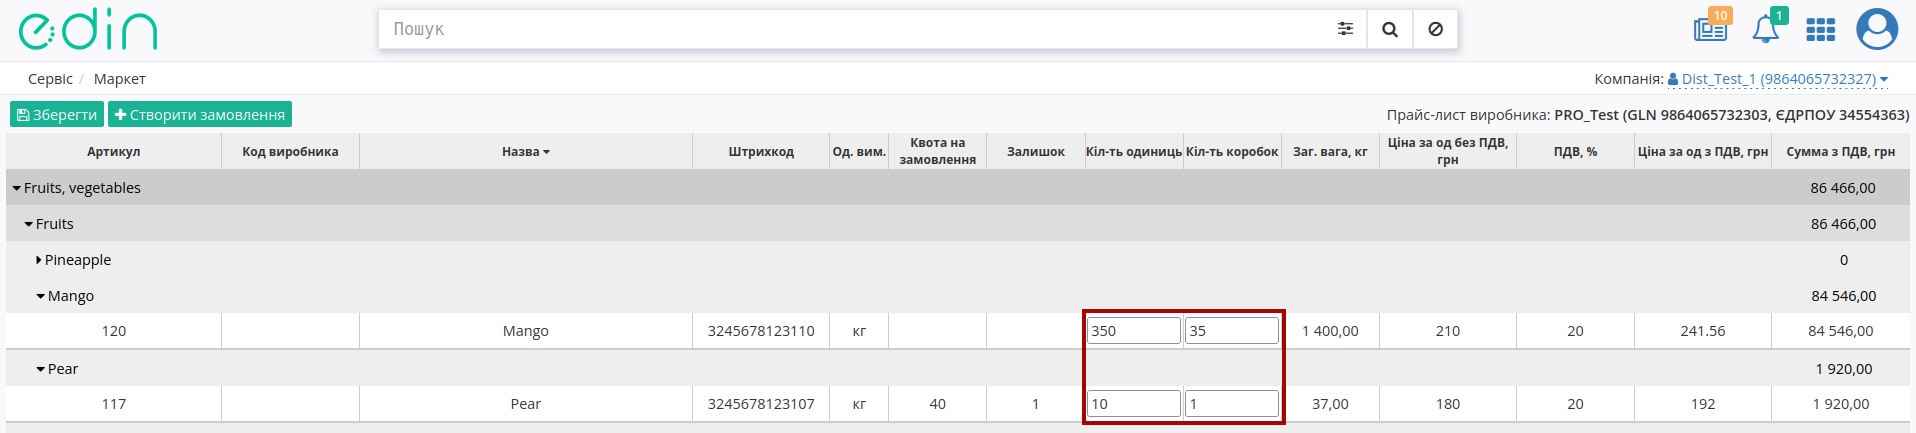 edin
Пошук
10
1
Сервіс / Маркет
Компанія: Dist_Test_1 (9864065732327)
Зберегти
Створити замовлення
Прайс-лист виробника: PRO_Test (GLN 9864065732303, ЄДРПОУ 34554363)
Артикул Код виробника Назва Штрихкод Од. вим. Квота на замовлення Залишок Кіл-ть одиниць Кіл-ть коробок Заг. вага, кг Ціна за од без ПДВ, грн ПДВ, % Ціна за од з ПДВ, грн Сумма з ПДВ, грн
Fruits, vegetables 86 466,00
Fruits 86 466,00
Pineapple 0
Mango 84 546,00
120 Mango 3245678123110 кг 350 35 1 400,00 210 20 241.56 84 546,00
Pear 1 920,00
117 Pear 3245678123107 кг 40 1 10 1 37,00 180 20 192 1 920,00